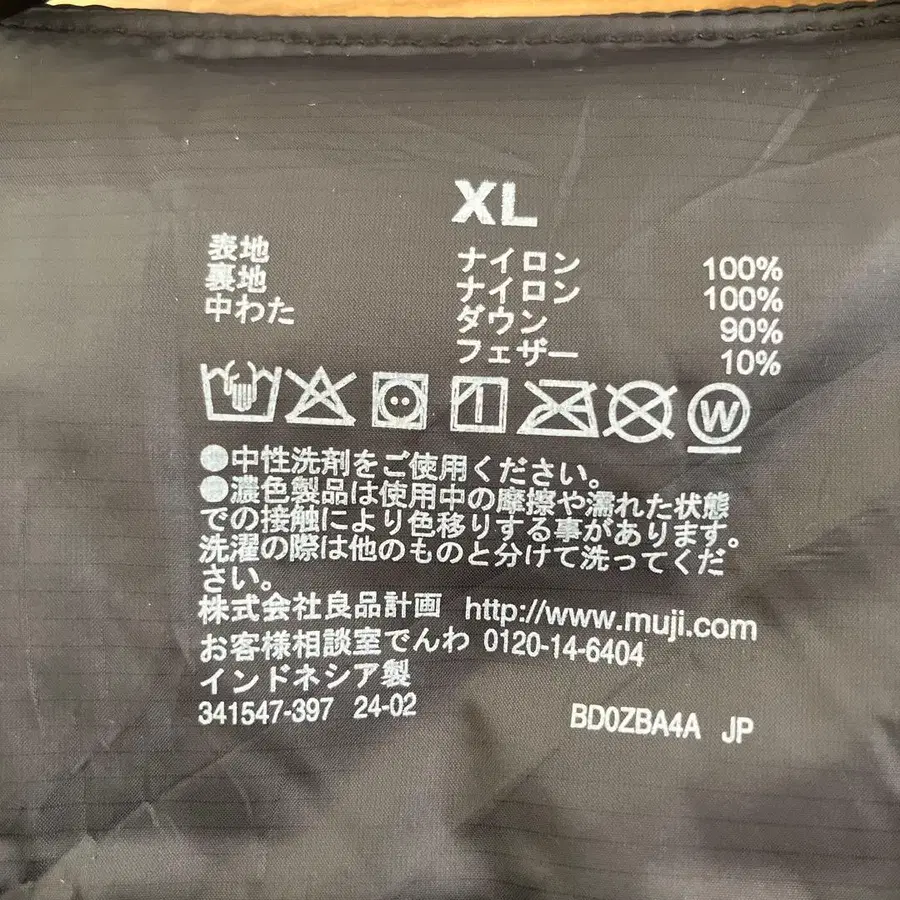 XL
表地 ナイロン 100%
裏地 ナイロン 100%
中わた ダウン 90%
フェザー 10%
W
●中性洗剤をご使用ください。
●濃色製品は使用中の摩擦や濡れた状態
での接触により色移りする事があります。
洗濯の際は他のものと分けて洗ってくだ
さい。
株式会社良品計画 http://www.muji.com
お客様相談室でんわ 0120-14-6404
インドネシア製
341547-397 24-02 BD0ZBA4A JP